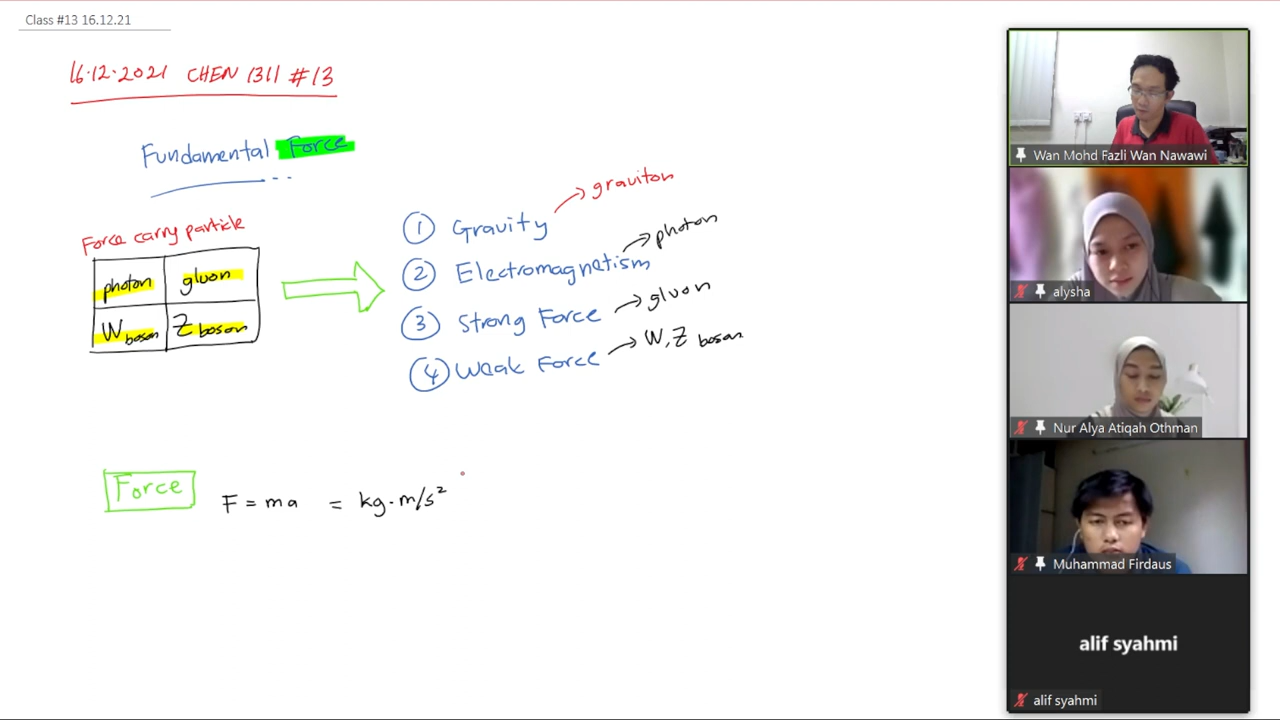 Class #13 16.12.21
16.12.2021 CHEN 1311 #13
Fundamental Force
Force carry particle
photon gluon
W boson Z boson
① Gravity → graviton
② Electromagnetism → photon
③ Strong Force → gluon
④ Weak Force → W, Z boson
Force F = ma = kg.m/s²
Wan Mohd Fazli Wan Nawawi
alysha
Nur Alya Atiqah Othman
Muhammad Firdaus
alif syahmi
alif syahmi